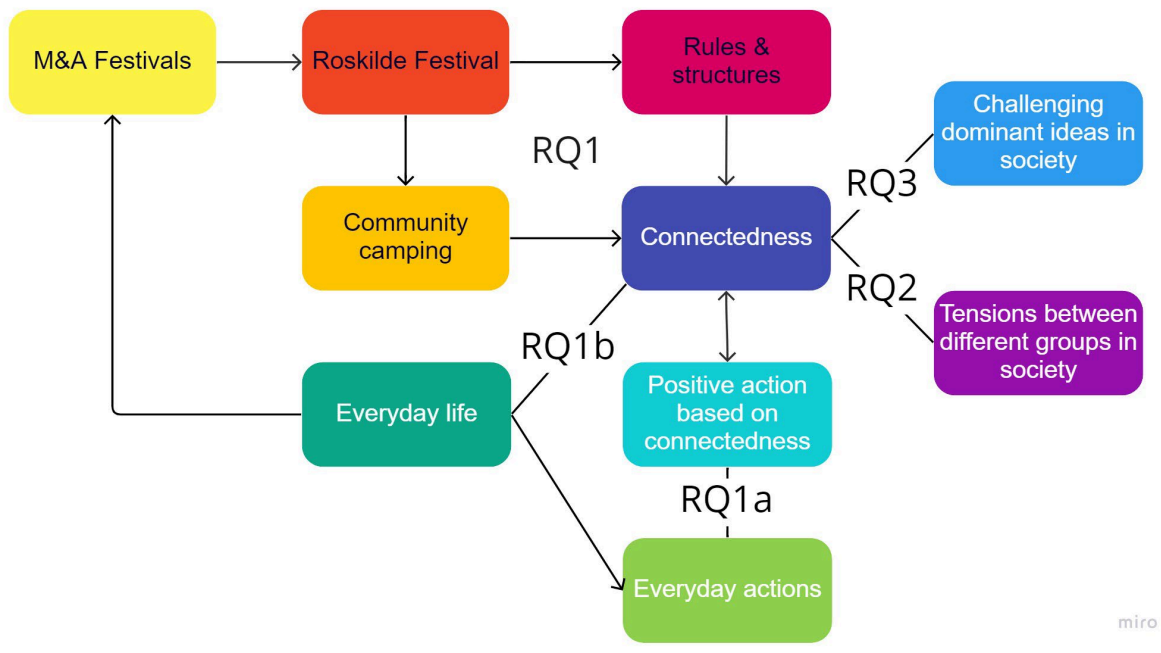 M&A Festivals
Roskilde Festival
Rules &
structures
Challenging
dominant ideas in
society
RQ1
RQ3
Community
camping
Connectedness
RQ2
Tensions between
different groups in
society
RQ1b
Everyday life
Positive action
based on
connectedness
RQ1a
Everyday actions
miro